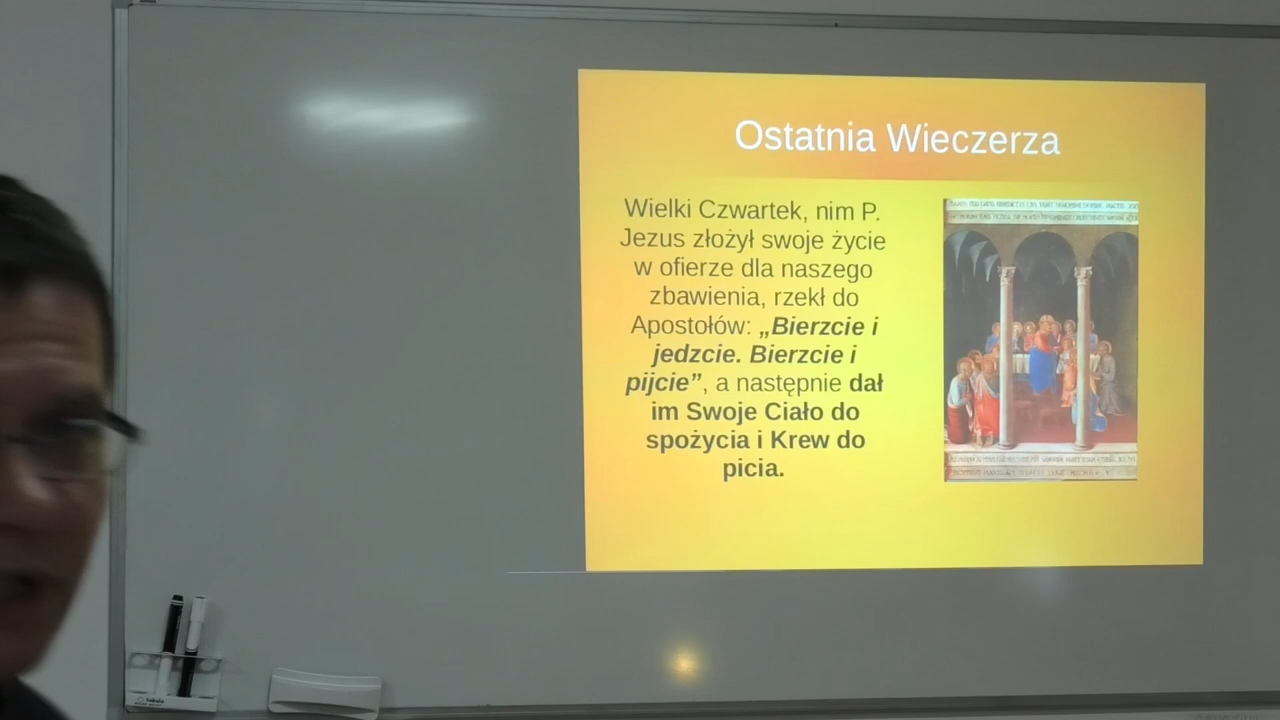 Ostatnia Wieczerza
Wielki Czwartek, nim P.
Jezus złożył swoje życie
w ofierze dla naszego
zbawienia, rzekł do
Apostołów: „Bierzcie i
jedzcie. Bierzcie i
pijcie”, a następnie dał
im Swoje Ciało do
spożycia i Krew do
picia.